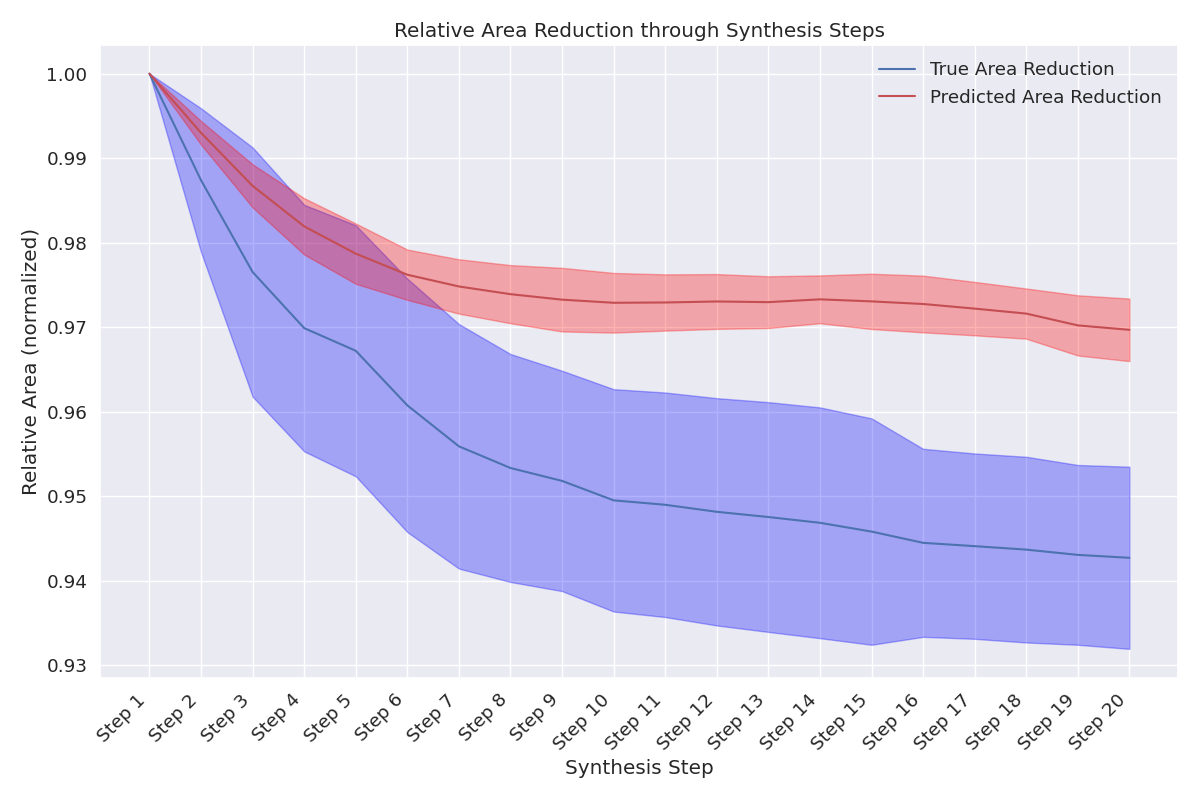 Relative Area Reduction through Synthesis Steps
True Area Reduction
Predicted Area Reduction
Relative Area (normalized)
1.00
0.99
0.98
0.97
0.96
0.95
0.94
0.93
Step 1
Step 2
Step 3
Step 4
Step 5
Step 6
Step 7
Step 8
Step 9
Step 10
Step 11
Step 12
Step 13
Step 14
Step 15
Step 16
Step 17
Step 18
Step 19
Step 20
Synthesis Step